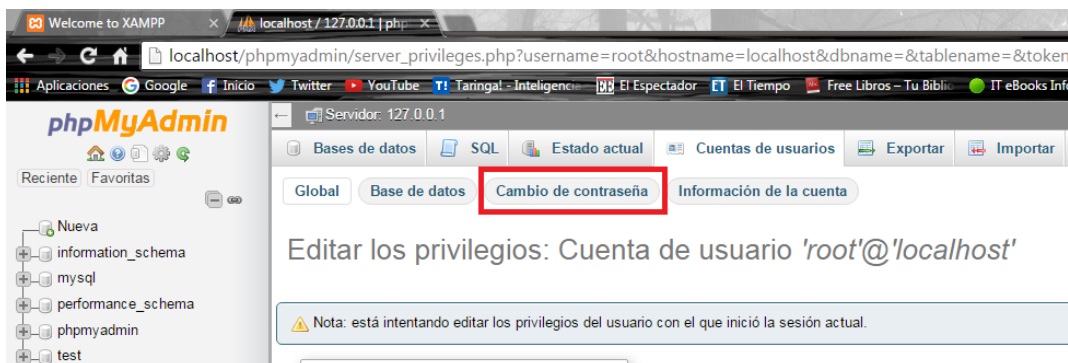 Welcome to XAMPP
localhost / 127.0.0.1 | php
localhost/phpmyadmin/server_privileges.php?username=root&hostname=localhost&dbname=&tablename=&token
Aplicaciones Google Inicio Twitter YouTube Taringa! - Inteligencia El Espectador El Tiempo Free Libros – Tu Biblio IT eBooks Info
phpMyAdmin
Servidor: 127.0.0.1
Bases de datos SQL Estado actual Cuentas de usuarios Exportar Importar
Reciente Favoritas
Global Base de datos Cambio de contraseña Información de la cuenta
Nueva
information_schema
mysql
performance_schema
phpmyadmin
test
Editar los privilegios: Cuenta de usuario 'root'@'localhost'
Nota: está intentando editar los privilegios del usuario con el que inició la sesión actual.